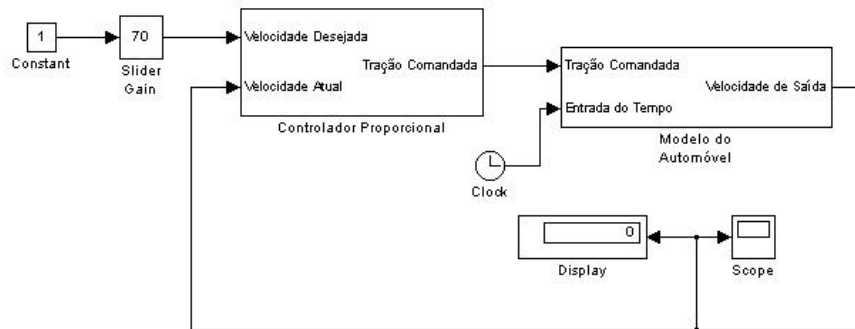 1
Constant
70
Slider
Gain
Velocidade Desejada
Tração Comandada
Velocidade Atual
Controlador Proporcional
Tração Comandada
Velocidade de Saída
Entrada do Tempo
Modelo do
Automóvel
Clock
0
Display
Scope